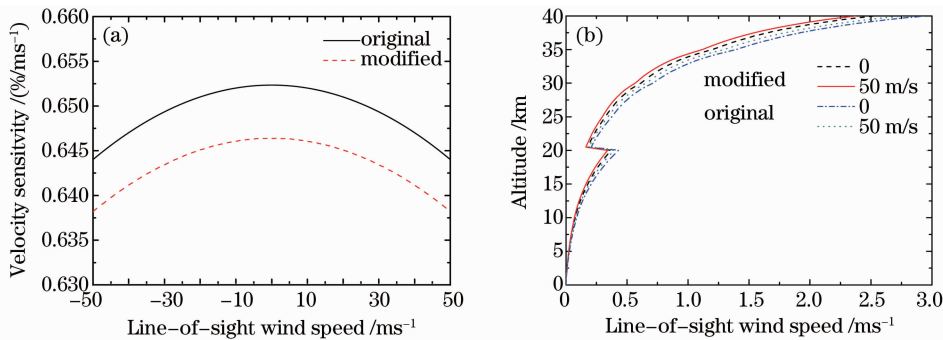 (a)
original
modified
Velocity sensitvity /(%/ms⁻¹)
0.660
0.655
0.650
0.645
0.640
0.635
0.630
−50
−30
−10
10
30
50
Line−of−sight wind speed /ms⁻¹
(b)
Altitude /km
40
35
30
25
20
15
10
5
0
modified
original
0
50 m/s
0
50 m/s
0
0.5
1.0
1.5
2.0
2.5
3.0
Line−of−sight wind speed /ms⁻¹